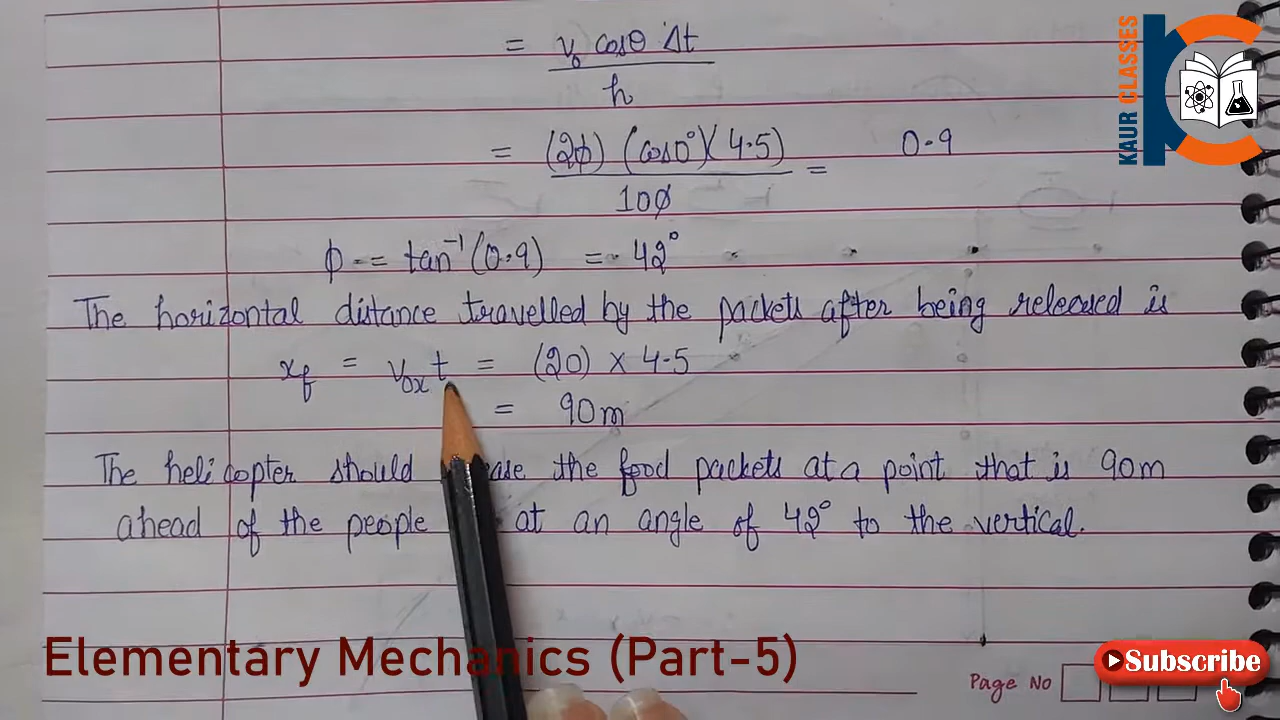 = v₀ cosθ Δt
h
= (20) (cos0°)(4.5) = 0.9
100
ϕ = tan⁻¹(0.9) = 42°
The horizontal distance travelled by the packets after being released is
x_f = v₀ₓt = (20) × 4.5
= 90m
The helicopter should ase the food packets at a point that is 90m
ahead of the people at an angle of 42° to the vertical.
Elementary Mechanics (Part-5)
Page No
KAUR CLASSES
Subscribe